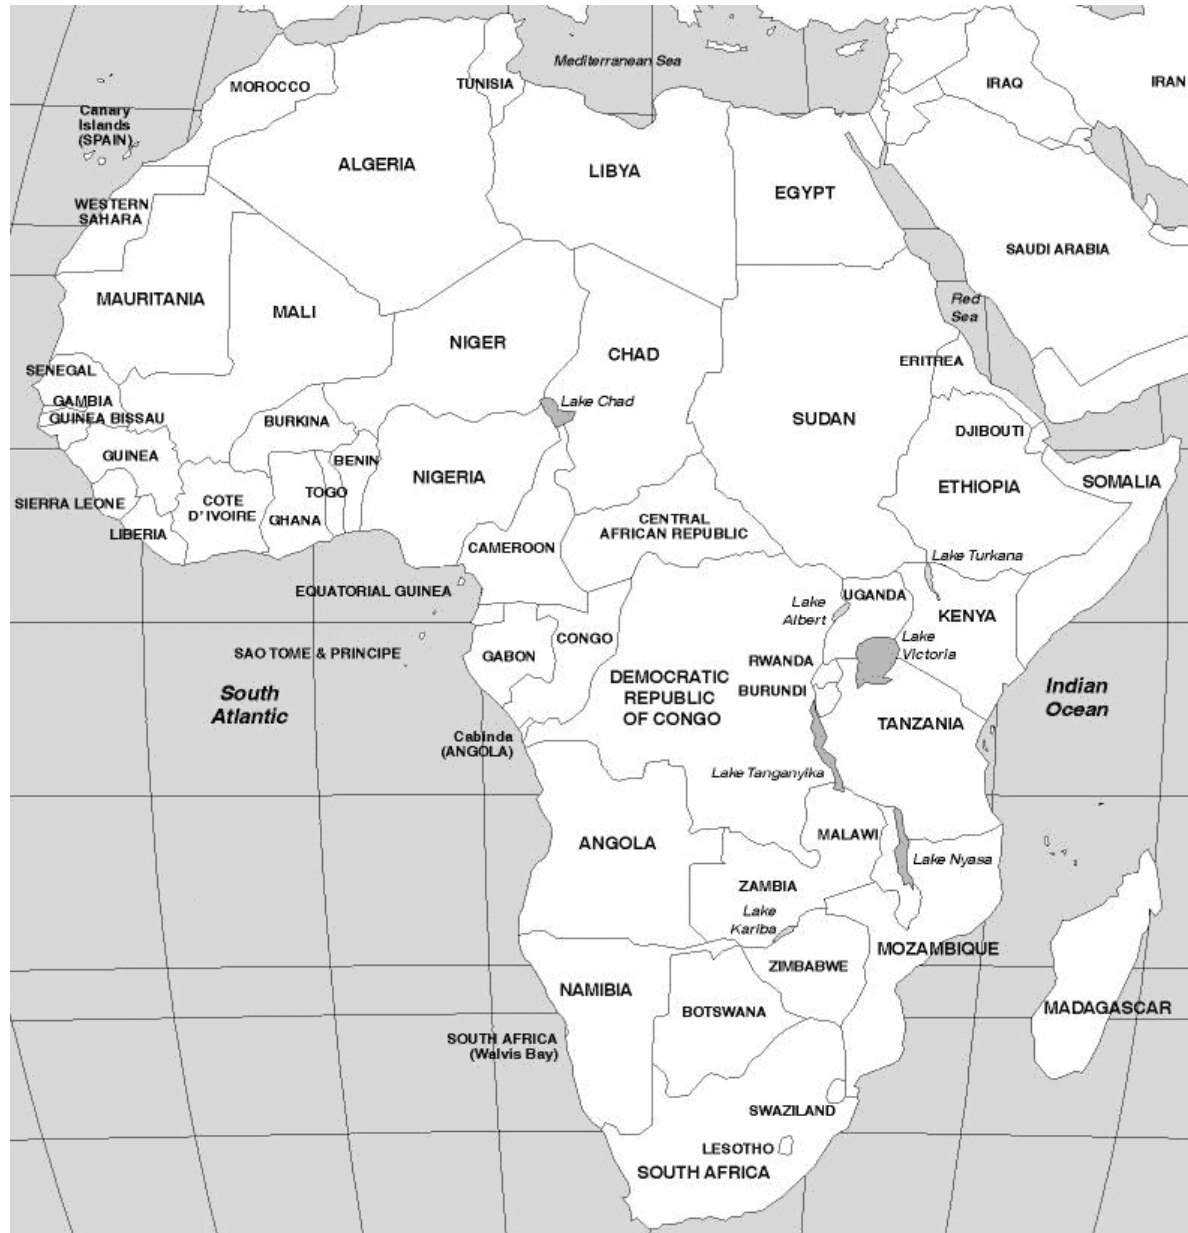 Mediterranean Sea
MOROCCO
TUNISIA
IRAQ
IRAN
Canary
Islands
(SPAIN)
ALGERIA
LIBYA
EGYPT
WESTERN
SAHARA
SAUDI ARABIA
MAURITANIA
MALI
NIGER
CHAD
Red
Sea
ERITREA
SENEGAL
GAMBIA
GUINEA BISSAU
Lake Chad
BURKINA
SUDAN
DJIBOUTI
GUINEA
BENIN
NIGERIA
ETHIOPIA
SOMALIA
SIERRA LEONE
COTE
D'IVOIRE
TOGO
GHANA
LIBERIA
CENTRAL
AFRICAN REPUBLIC
CAMEROON
Lake Turkana
EQUATORIAL GUINEA
Lake
Albert
UGANDA
KENYA
SAO TOME & PRINCIPE
GABON
CONGO
Lake
Victoria
RWANDA
BURUNDI
DEMOCRATIC
REPUBLIC
OF CONGO
South
Atlantic
Indian
Ocean
TANZANIA
Cabinda
(ANGOLA)
Lake Tanganyika
ANGOLA
MALAWI
Lake Nyasa
ZAMBIA
Lake
Kariba
MOZAMBIQUE
ZIMBABWE
NAMIBIA
BOTSWANA
MADAGASCAR
SOUTH AFRICA
(Walvis Bay)
SWAZILAND
LESOTHO
SOUTH AFRICA